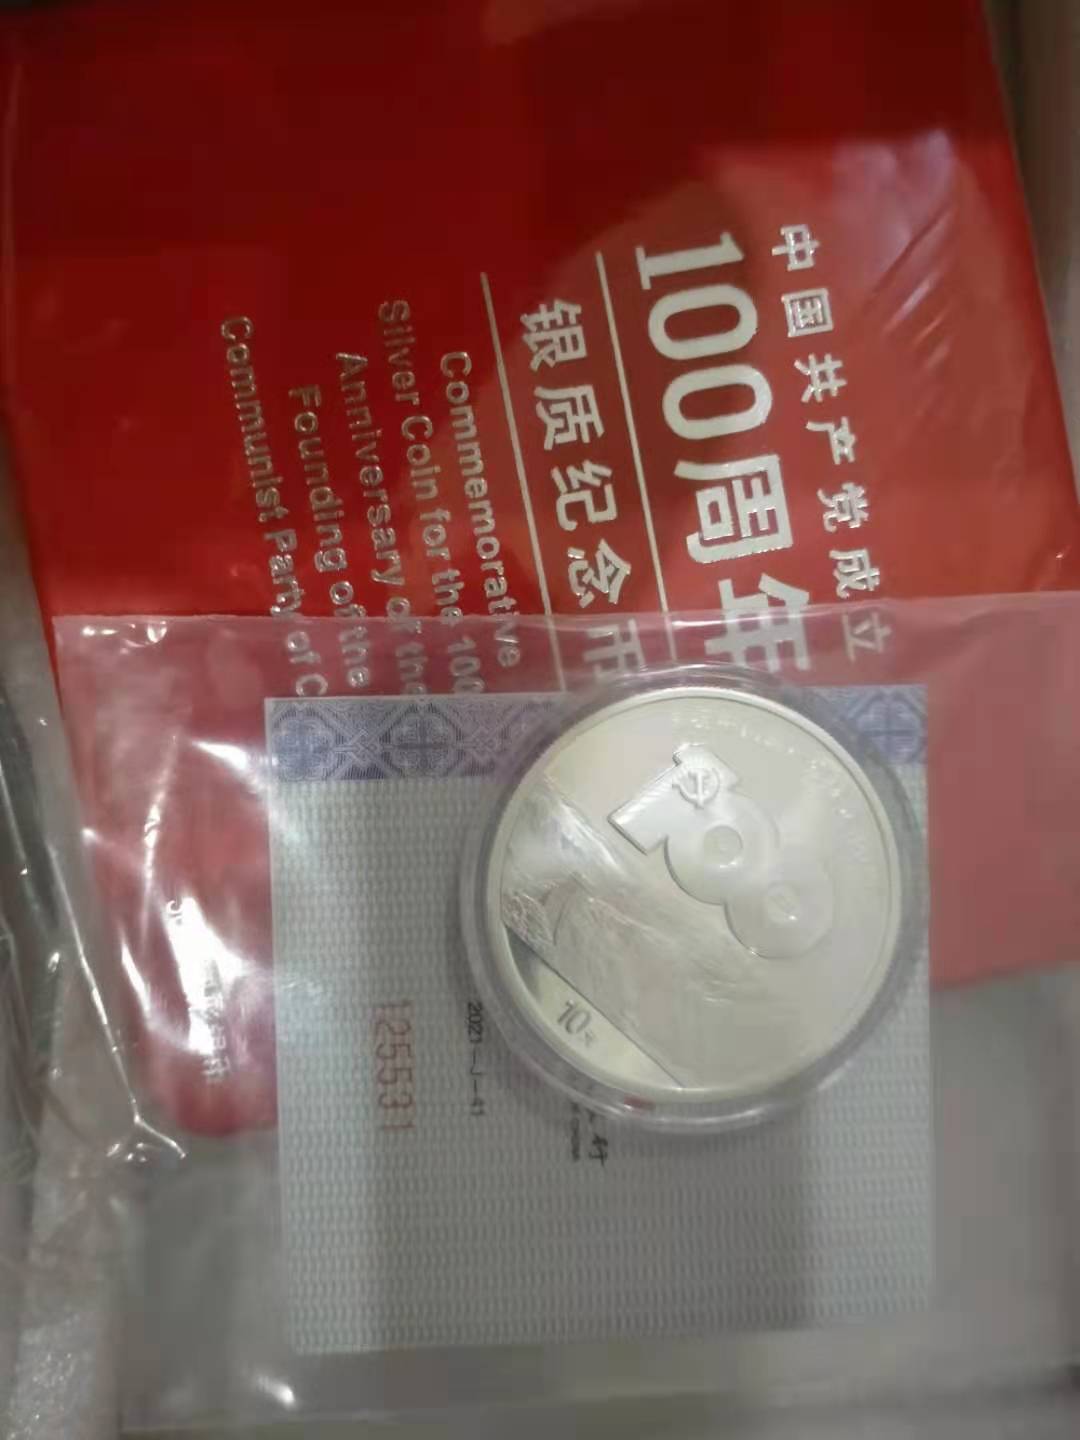 中国共产党成立
100周年
银质纪念币
Commemorative
Silver Coin for the 100
Anniversary of the
Founding of the
Communist Party of C
10元
2021-J-41
125531